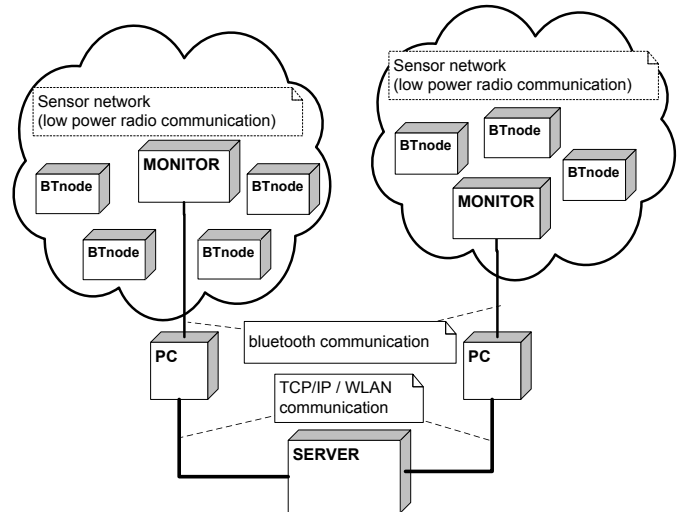 Sensor network
(low power radio communication)
MONITOR
BTnode
BTnode
BTnode
BTnode
Sensor network
(low power radio communication)
BTnode
BTnode
BTnode
MONITOR
bluetooth communication
PC
PC
TCP/IP / WLAN
communication
SERVER